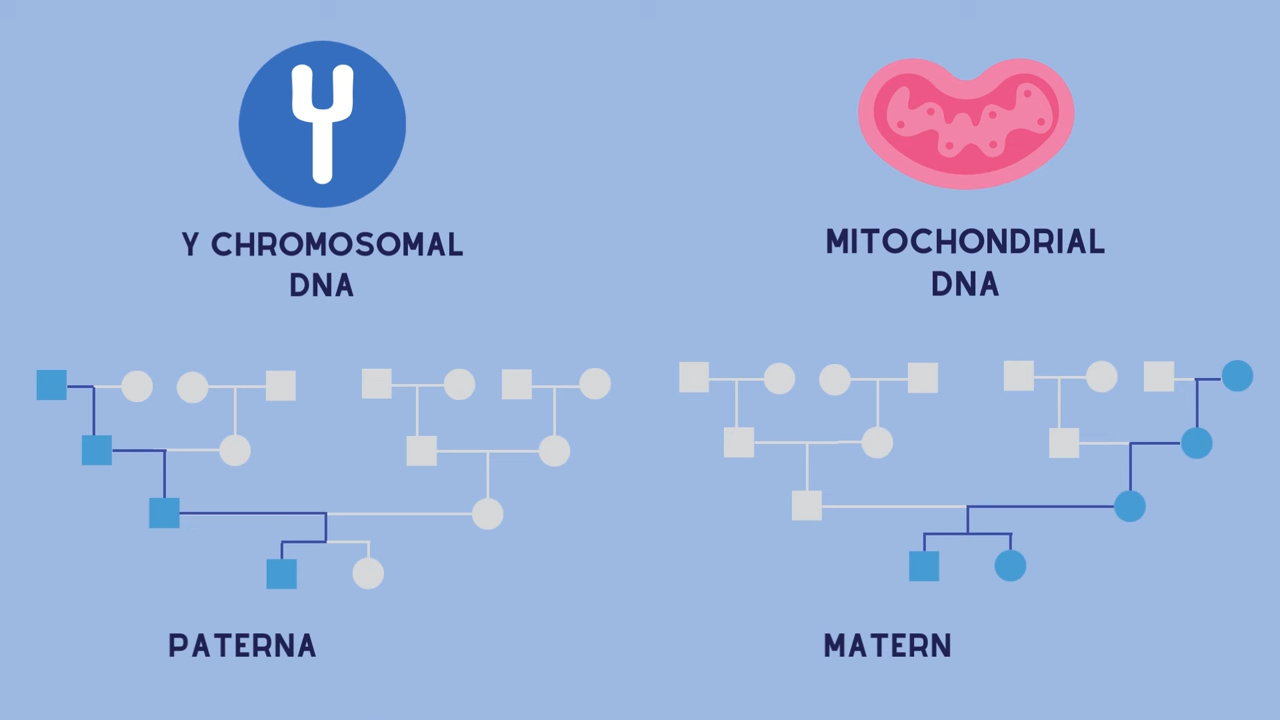 Y CHROMOSOMAL
DNA
MITOCHONDRIAL
DNA
PATERNA
MATERN